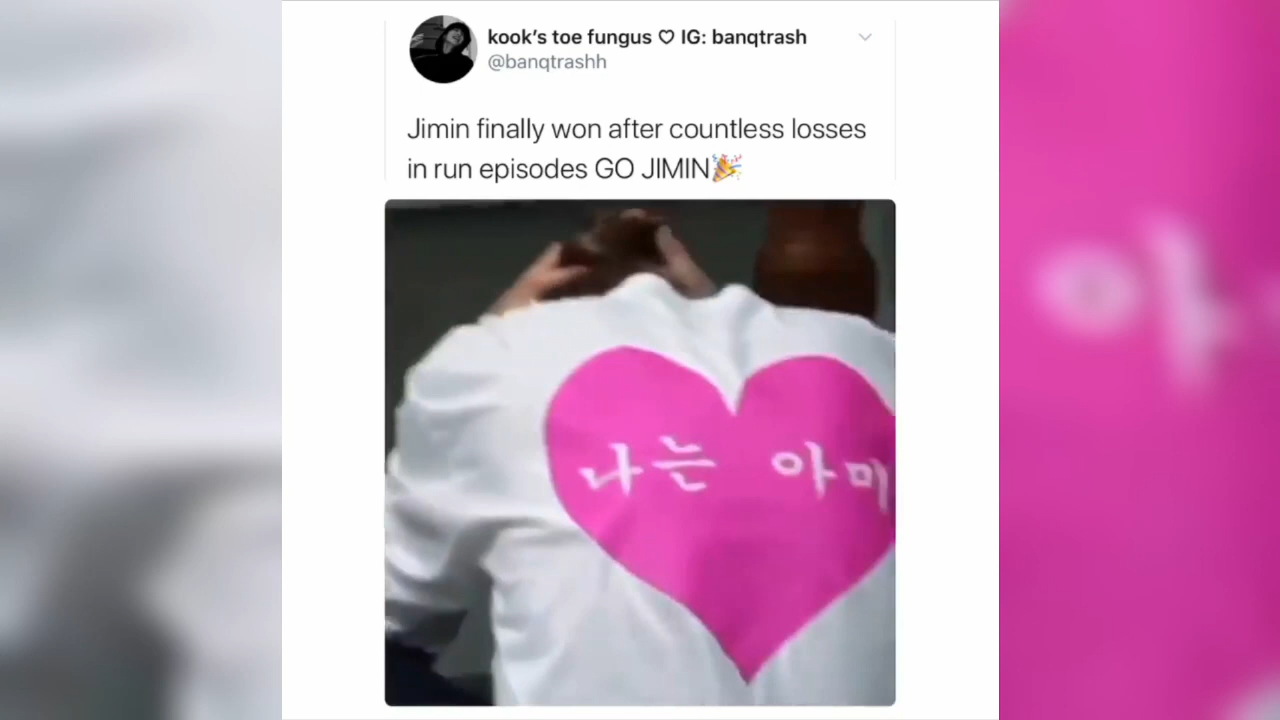 kook’s toe fungus ♡ IG: banqtrash
@banqtrashh
Jimin finally won after countless losses
in run episodes GO JIMIN🎉
나는 아미